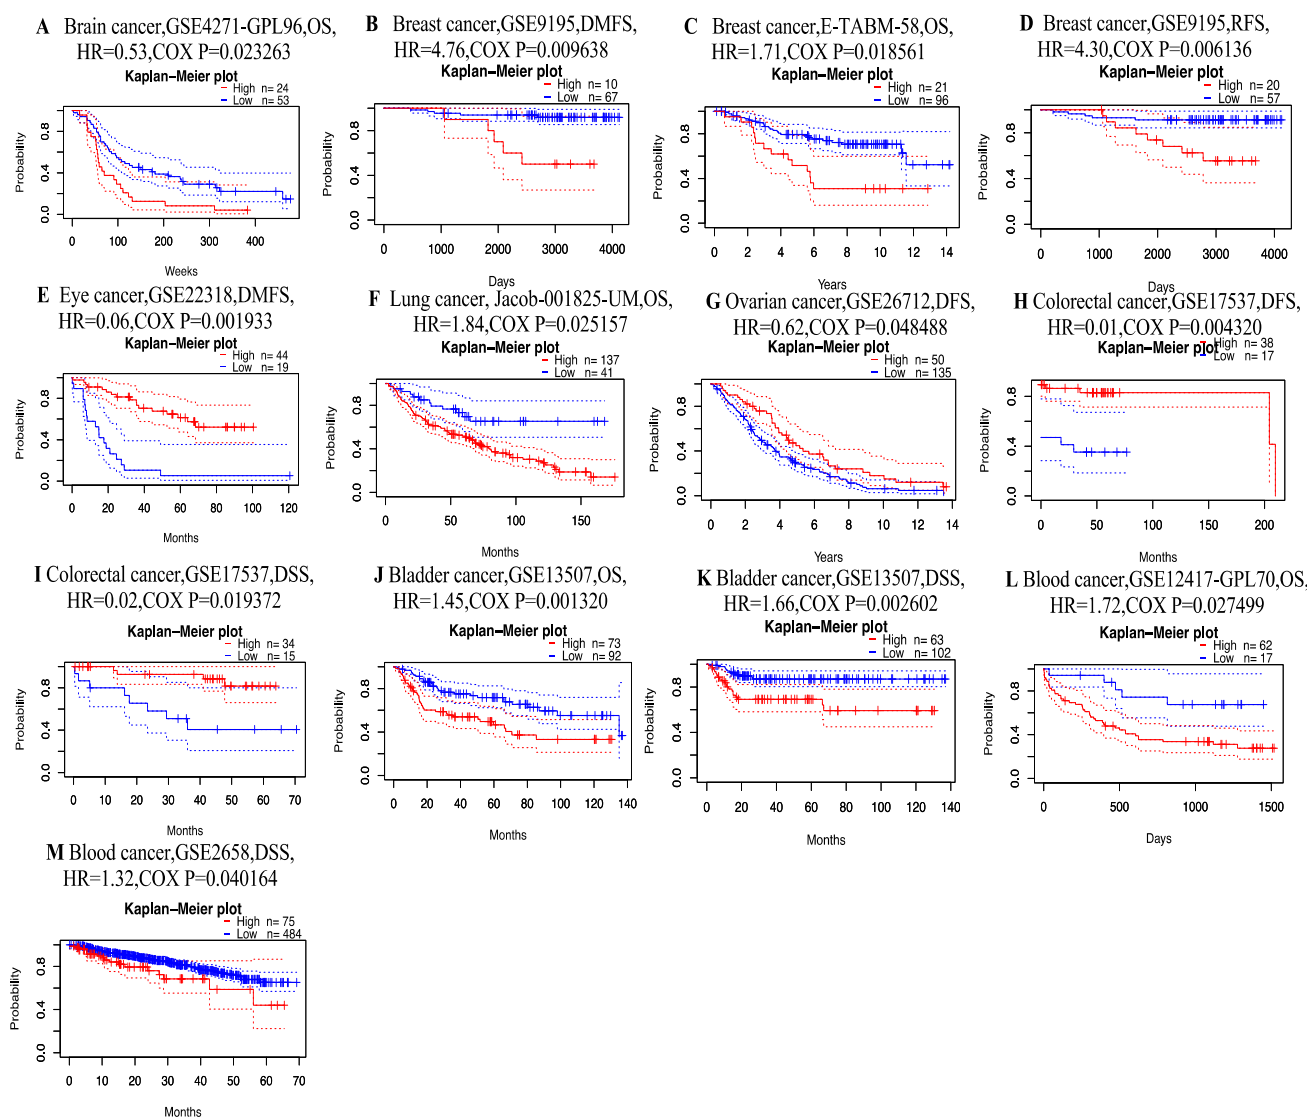 A Brain cancer,GSE4271-GPL96,OS,
HR=0.53,COX P=0.023263
Kaplan–Meier plot
High n= 24
Low n= 53
Probability
0.0 0.4 0.8
0 100 200 300 400
Weeks
B Breast cancer,GSE9195,DMFS,
HR=4.76,COX P=0.009638
Kaplan–Meier plot
High n= 10
Low n= 67
Probability
0.0 0.4 0.8
0 1000 2000 3000 4000
Days
C Breast cancer,E-TABM-58,OS,
HR=1.71,COX P=0.018561
Kaplan–Meier plot
High n= 21
Low n= 96
Probability
0.0 0.4 0.8
0 2 4 6 8 10 12 14
Years
D Breast cancer,GSE9195,RFS,
HR=4.30,COX P=0.006136
Kaplan–Meier plot
High n= 20
Low n= 57
Probability
0.0 0.4 0.8
0 1000 2000 3000 4000
Days
E Eye cancer,GSE22318,DMFS,
HR=0.06,COX P=0.001933
Kaplan–Meier plot
High n= 44
Low n= 19
Probability
0.0 0.4 0.8
0 20 40 60 80 100 120
Months
F Lung cancer, Jacob-001825-UM,OS,
HR=1.84,COX P=0.025157
Kaplan–Meier plot
High n= 137
Low n= 41
Probability
0.0 0.4 0.8
0 50 100 150
Months
G Ovarian cancer,GSE26712,DFS,
HR=0.62,COX P=0.048488
Kaplan–Meier plot
High n= 50
Low n= 135
Probability
0.0 0.4 0.8
0 2 4 6 8 10 12 14
Years
H Colorectal cancer,GSE17537,DFS,
HR=0.01,COX P=0.004320
Kaplan–Meier plot
High n= 38
Low n= 17
Probability
0.0 0.4 0.8
0 50 100 150 200
Months
I Colorectal cancer,GSE17537,DSS,
HR=0.02,COX P=0.019372
Kaplan–Meier plot
High n= 34
Low n= 15
Probability
0.0 0.4 0.8
0 10 20 30 40 50 60 70
Months
J Bladder cancer,GSE13507,OS,
HR=1.45,COX P=0.001320
Kaplan–Meier plot
High n= 73
Low n= 92
Probability
0.0 0.4 0.8
0 20 40 60 80 100 120 140
Months
K Bladder cancer,GSE13507,DSS,
HR=1.66,COX P=0.002602
Kaplan–Meier plot
High n= 63
Low n= 102
Probability
0.0 0.4 0.8
0 20 40 60 80 100 120 140
Months
L Blood cancer,GSE12417-GPL70,OS,
HR=1.72,COX P=0.027499
Kaplan–Meier plot
High n= 62
Low n= 17
Probability
0.0 0.4 0.8
0 500 1000 1500
Days
M Blood cancer,GSE2658,DSS,
HR=1.32,COX P=0.040164
Kaplan–Meier plot
High n= 75
Low n= 484
Probability
0.0 0.4 0.8
0 10 20 30 40 50 60 70
Months